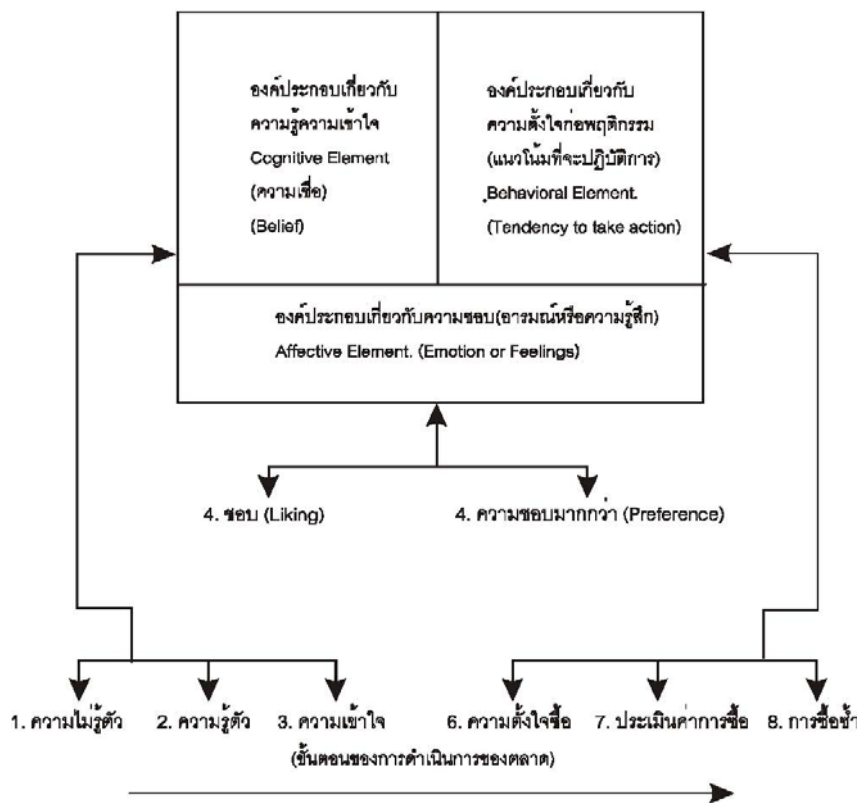 องค์ประกอบเกี่ยวกับ
ความรู้ความเข้าใจ
Cognitive Element
(ความเชื่อ)
(Belief)
องค์ประกอบเกี่ยวกับ
ความตั้งใจก่อพฤติกรรม
(แนวโน้มที่จะปฏิบัติการ)
Behavioral Element.
(Tendency to take action)
องค์ประกอบเกี่ยวกับความชอบ(อารมณ์หรือความรู้สึก)
Affective Element. (Emotion or Feelings)
4. ชอบ (Liking)
4. ความชอบมากกว่า (Preference)
1. ความไม่รู้ตัว
2. ความรู้ตัว
3. ความเข้าใจ
6. ความตั้งใจซื้อ
7. ประเมินค่าการซื้อ
8. การซื้อซ้ำ
(ขั้นตอนของการดำเนินการของตลาด)